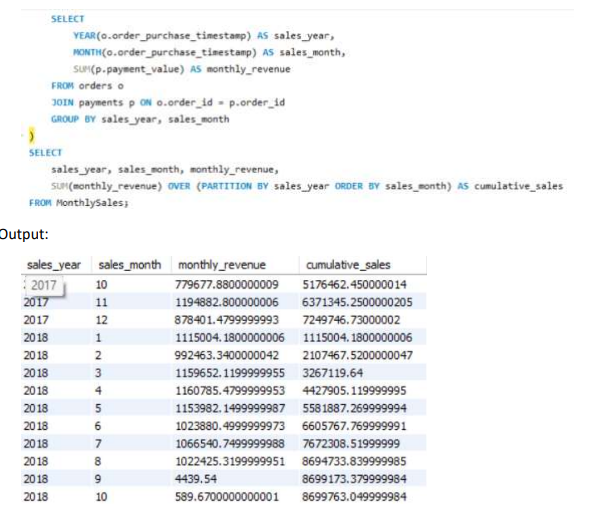 SELECT
YEAR(o.order_purchase_timestamp) AS sales_year,
MONTH(o.order_purchase_timestamp) AS sales_month,
SUM(p.payment_value) AS monthly_revenue
FROM orders o
JOIN payments p ON o.order_id = p.order_id
GROUP BY sales_year, sales_month
)
SELECT
sales_year, sales_month, monthly_revenue,
SUM(monthly_revenue) OVER (PARTITION BY sales_year ORDER BY sales_month) AS cumulative_sales
FROM MonthlySales;
Output:
sales_year sales_month monthly_revenue cumulative_sales
2017 10 779677.8800000009 5176462.450000014
2017 11 1194882.800000006 6371345.2500000205
2017 12 878401.4799999993 7249746.73000002
2018 1 1115004.1800000006 1115004.1800000006
2018 2 992463.3400000042 2107467.5200000047
2018 3 1159652.1199999955 3267119.64
2018 4 1160785.4799999953 4427905.119999995
2018 5 1153982.1499999987 5581887.269999994
2018 6 1023880.4999999973 6605767.769999991
2018 7 1066540.7499999988 7672308.51999999
2018 8 1022425.3199999951 8694733.839999985
2018 9 4439.54 8699173.379999984
2018 10 589.6700000000001 8699763.049999984